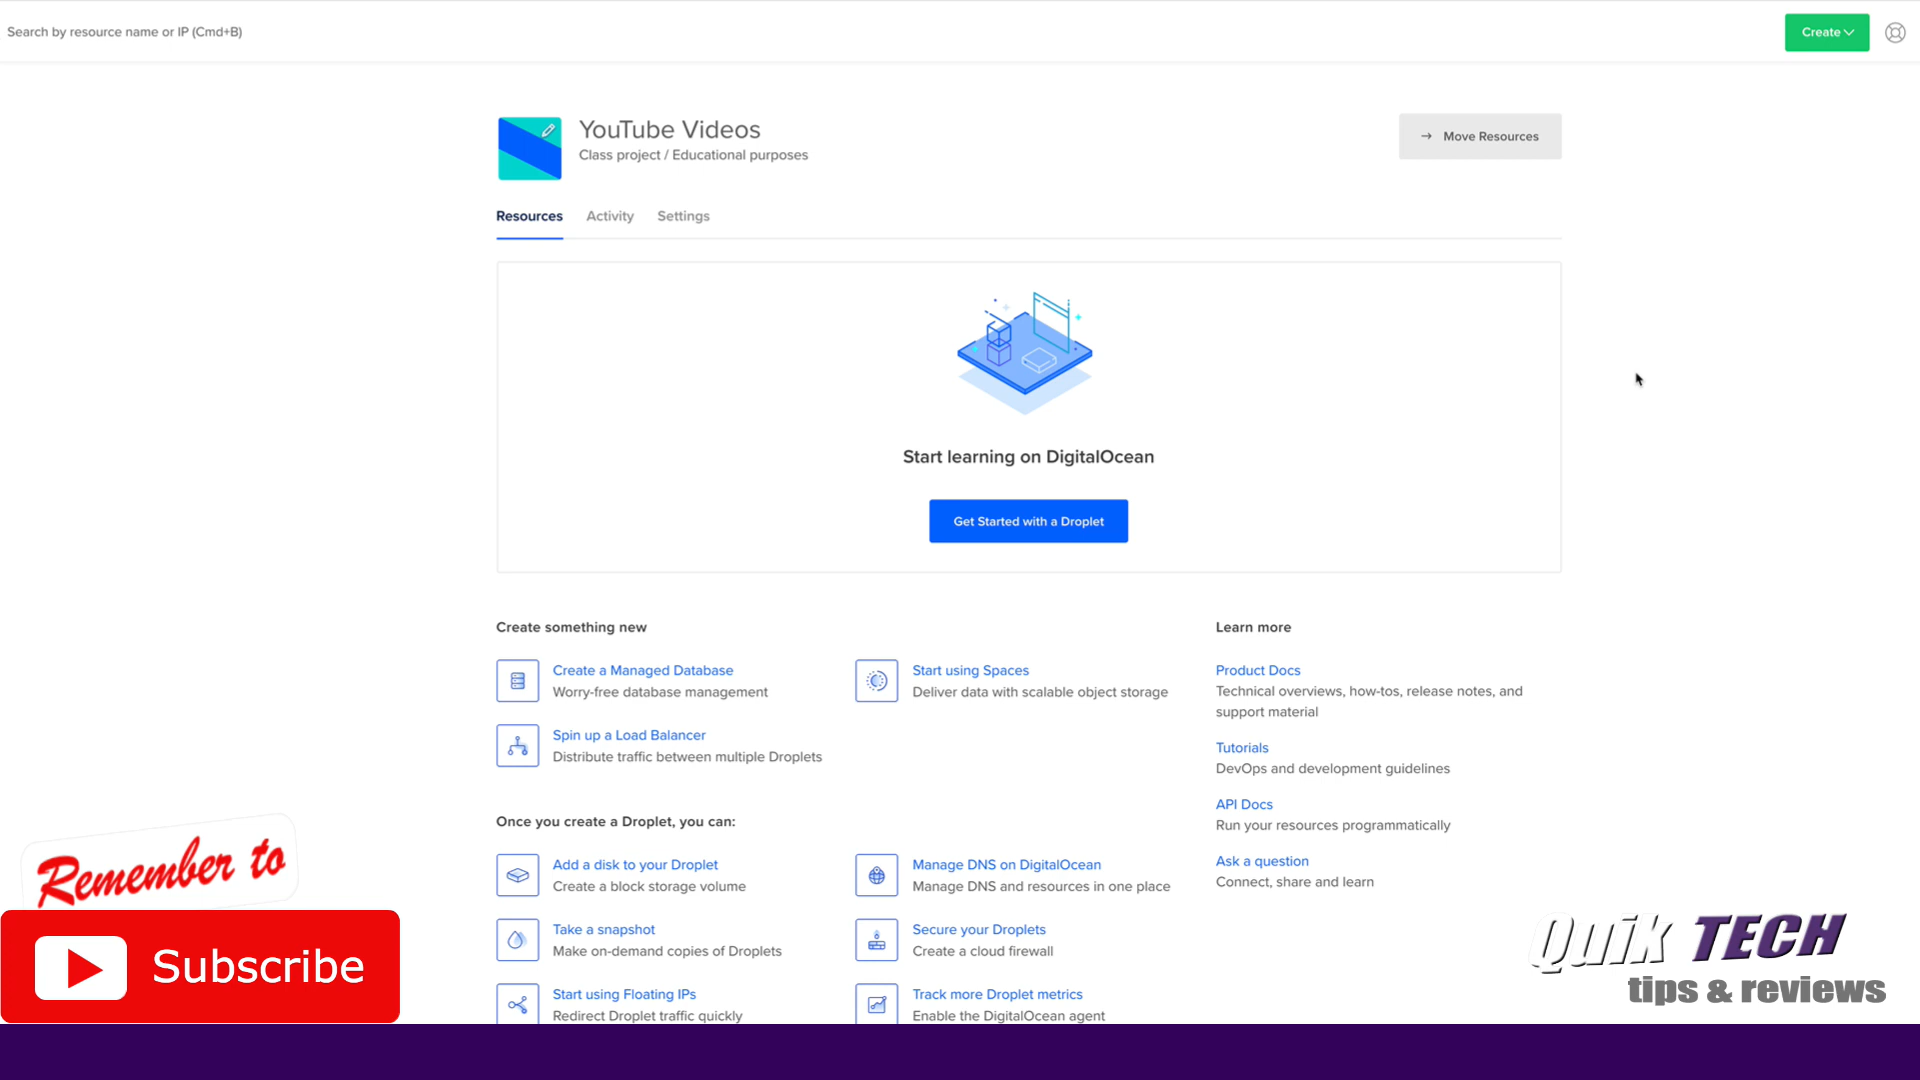 Search by resource name or IP (Cmd+B)
Create
YouTube Videos
Class project / Educational purposes
Move Resources
Resources
Activity
Settings
Start learning on DigitalOcean
Get Started with a Droplet
Create something new
Create a Managed Database
Worry-free database management
Start using Spaces
Deliver data with scalable object storage
Spin up a Load Balancer
Distribute traffic between multiple Droplets
Learn more
Product Docs
Technical overviews, how-tos, release notes, and
support material
Tutorials
DevOps and development guidelines
API Docs
Run your resources programmatically
Ask a question
Connect, share and learn
Once you create a Droplet, you can:
Add a disk to your Droplet
Create a block storage volume
Manage DNS on DigitalOcean
Manage DNS and resources in one place
Take a snapshot
Make on-demand copies of Droplets
Secure your Droplets
Create a cloud firewall
Start using Floating IPs
Redirect Droplet traffic quickly
Track more Droplet metrics
Enable the DigitalOcean agent
Remember to
Subscribe
Quik TECH
tips & reviews